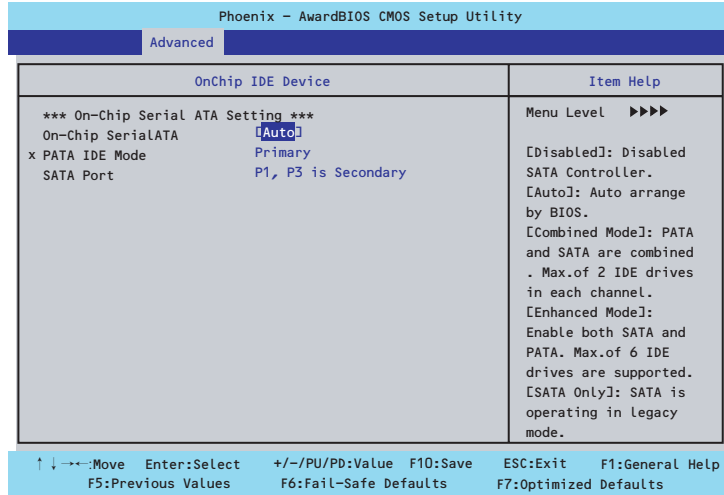 Phoenix - AwardBIOS CMOS Setup Utility
Advanced
OnChip IDE Device
Item Help
*** On-Chip Serial ATA Setting ***
On-Chip SerialATA [Auto]
x PATA IDE Mode Primary
SATA Port P1, P3 is Secondary
Menu Level ▶▶▶▶
[Disabled]: Disabled
SATA Controller.
[Auto]: Auto arrange
by BIOS.
[Combined Mode]: PATA
and SATA are combined
. Max.of 2 IDE drives
in each channel.
[Enhanced Mode]:
Enable both SATA and
PATA. Max.of 6 IDE
drives are supported.
[SATA Only]: SATA is
operating in legacy
mode.
↑↓→←:Move Enter:Select +/-/PU/PD:Value F10:Save ESC:Exit F1:General Help
F5:Previous Values F6:Fail-Safe Defaults F7:Optimized Defaults